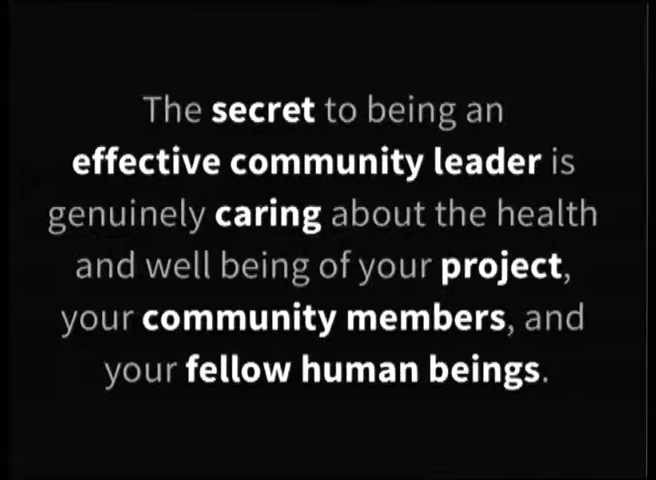 The secret to being an
effective community leader is
genuinely caring about the health
and well being of your project,
your community members, and
your fellow human beings.